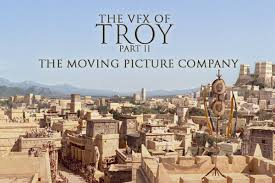 THE VFX OF
TROY
PART II
THE MOVING PICTURE COMPANY